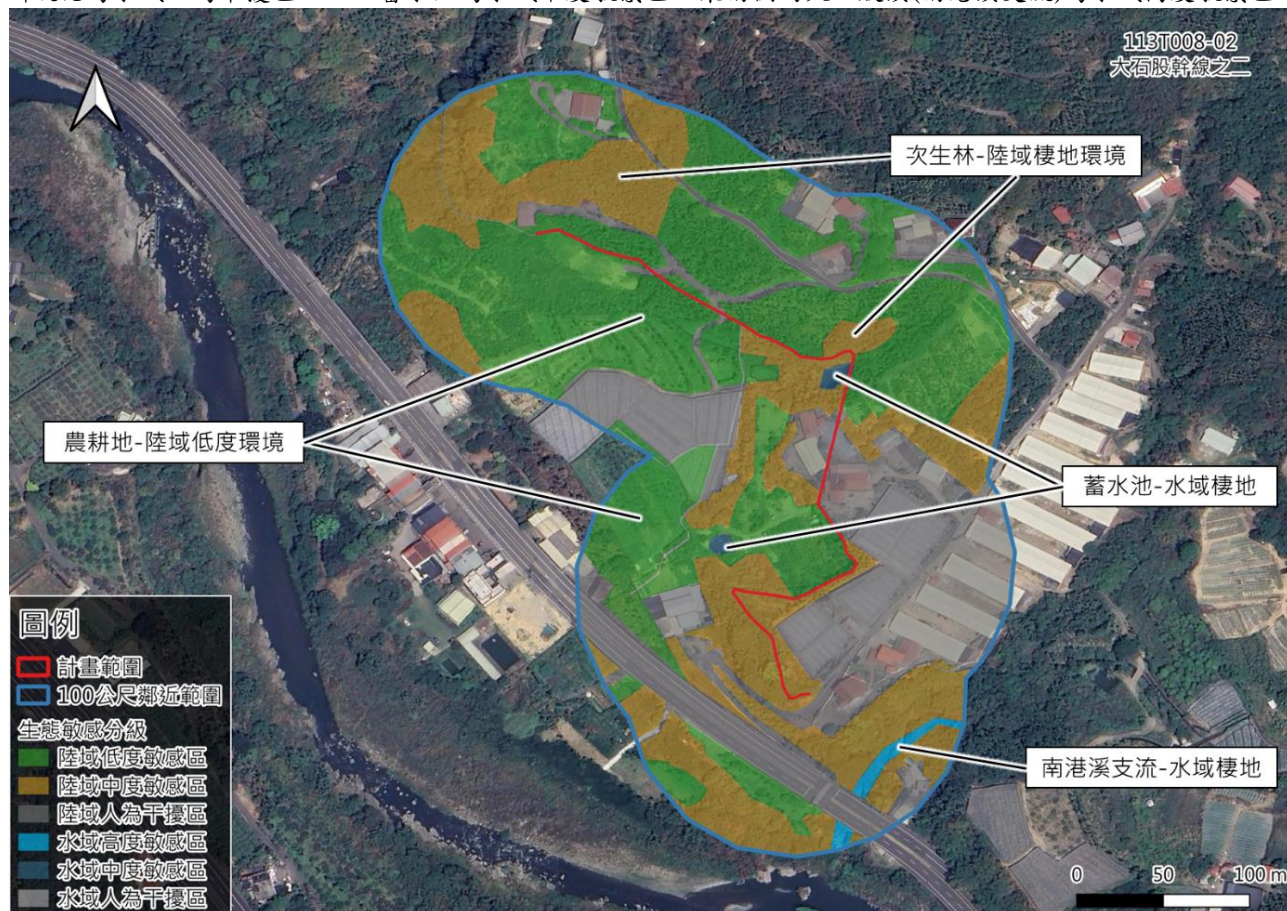 113T008-02
大石股幹線之二
次生林-陸域棲地環境
農耕地-陸域低度環境
蓄水池-水域棲地
南港溪支流-水域棲地
圖例
計畫範圍
100公尺鄰近範圍
生態敏感分級
陸域低度敏感區
陸域中度敏感區
陸域人為干擾區
水域高度敏感區
水域中度敏感區
水域人為干擾區
0 50 100 m